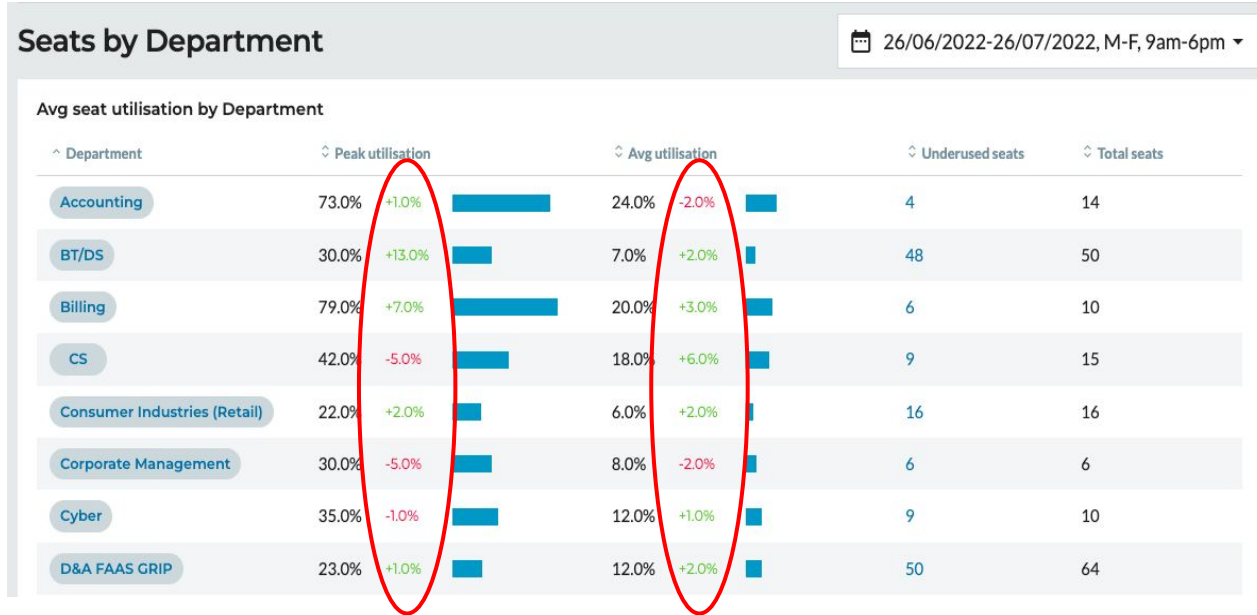 Seats by Department
26/06/2022-26/07/2022, M-F, 9am-6pm
Avg seat utilisation by Department
Department Peak utilisation Avg utilisation Underused seats Total seats
Accounting 73.0% +1.0% 24.0% -2.0% 4 14
BT/DS 30.0% +13.0% 7.0% +2.0% 48 50
Billing 79.0% +7.0% 20.0% +3.0% 6 10
CS 42.0% -5.0% 18.0% +6.0% 9 15
Consumer Industries (Retail) 22.0% +2.0% 6.0% +2.0% 16 16
Corporate Management 30.0% -5.0% 8.0% -2.0% 6 6
Cyber 35.0% -1.0% 12.0% +1.0% 9 10
D&A FAAS GRIP 23.0% +1.0% 12.0% +2.0% 50 64